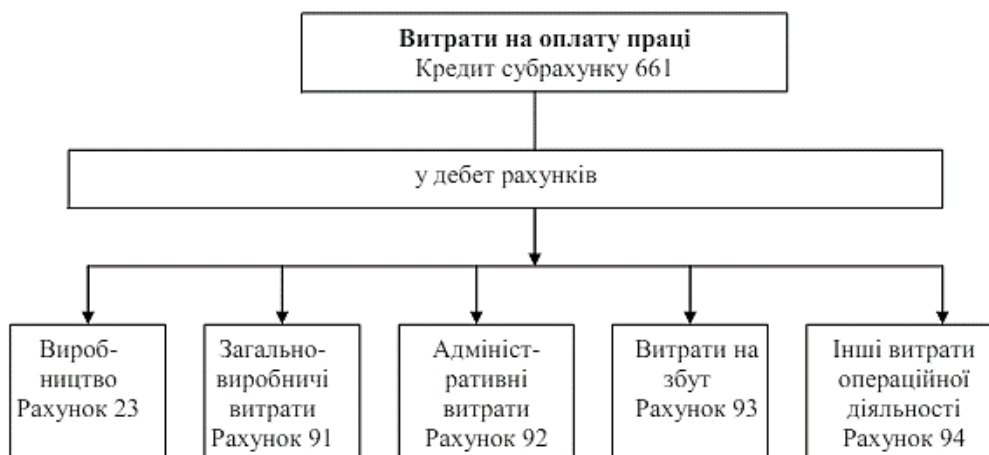 Витрати на оплату праці
Кредит субрахунку 661
у дебет рахунків
Вироб-
ництво
Рахунок 23
Загально-
виробничі
витрати
Рахунок 91
Адмініст-
ративні
витрати
Рахунок 92
Витрати на
збут
Рахунок 93
Інші витрати
операційної
діяльності
Рахунок 94